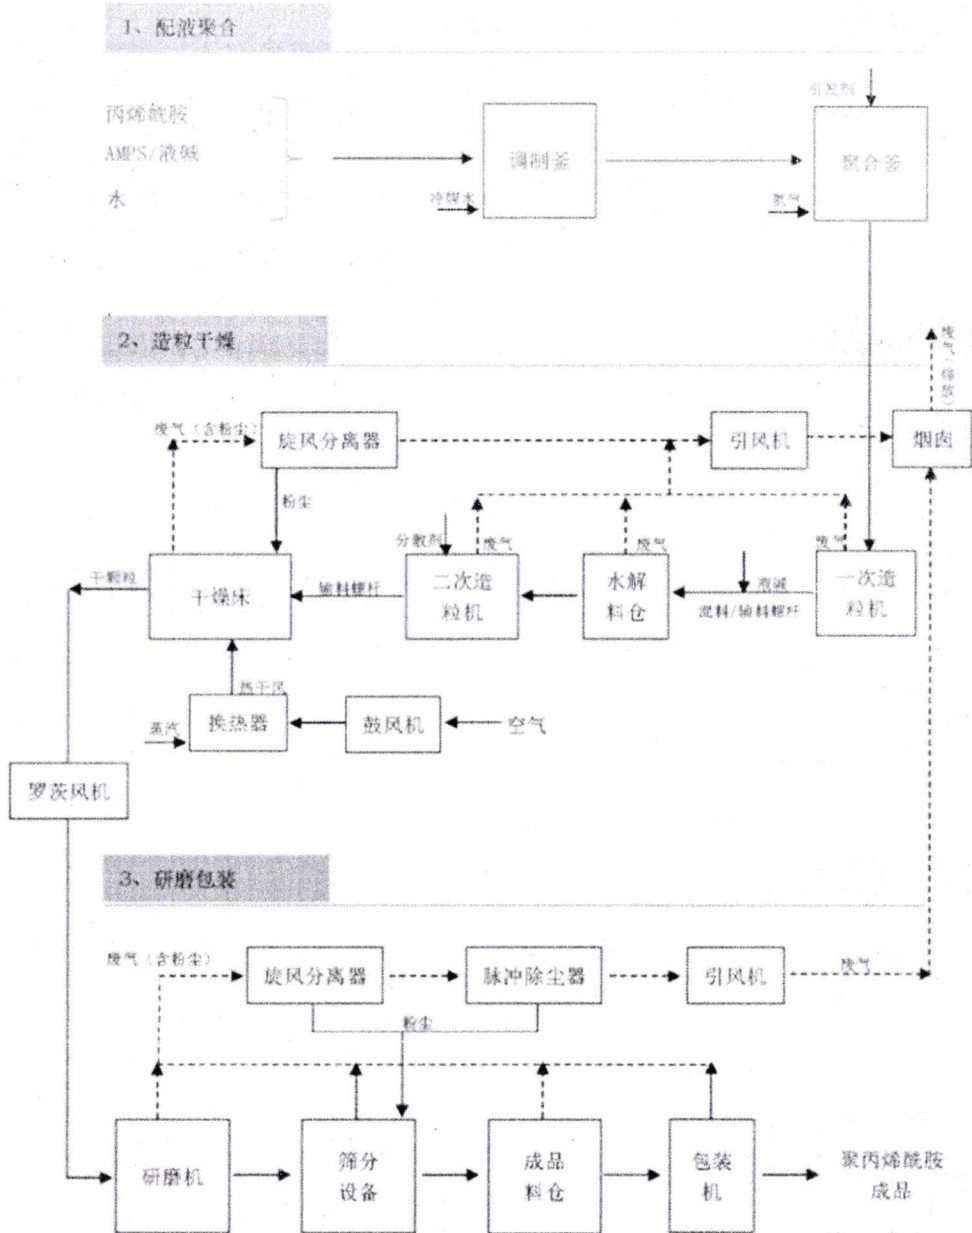 1、配液聚合
引发剂
丙烯酰胺
AMPS/液碱
水
调制釜
聚合釜
冷媒水
氮气
2、造粒干燥
废气(排放)
废气(含粉尘)
旋风分离器
引风机
烟囱
粉尘
分散剂
废气
废气
废气
干颗粒
干燥床
输料螺杆
二次造粒机
水解料仓
混料/输料螺杆
一次造粒机
热干风
换热器
鼓风机
空气
蒸汽
罗茨风机
3、研磨包装
废气(含粉尘)
旋风分离器
脉冲除尘器
引风机
废气
粉尘
研磨机
筛分设备
成品料仓
包装机
聚丙烯酰胺成品